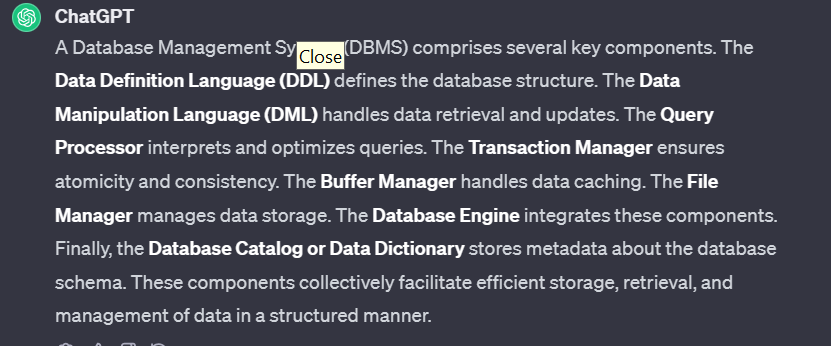 ChatGPT
A Database Management Sy Close (DBMS) comprises several key components. The
Data Definition Language (DDL) defines the database structure. The Data
Manipulation Language (DML) handles data retrieval and updates. The Query
Processor interprets and optimizes queries. The Transaction Manager ensures
atomicity and consistency. The Buffer Manager handles data caching. The File
Manager manages data storage. The Database Engine integrates these components.
Finally, the Database Catalog or Data Dictionary stores metadata about the database
schema. These components collectively facilitate efficient storage, retrieval, and
management of data in a structured manner.